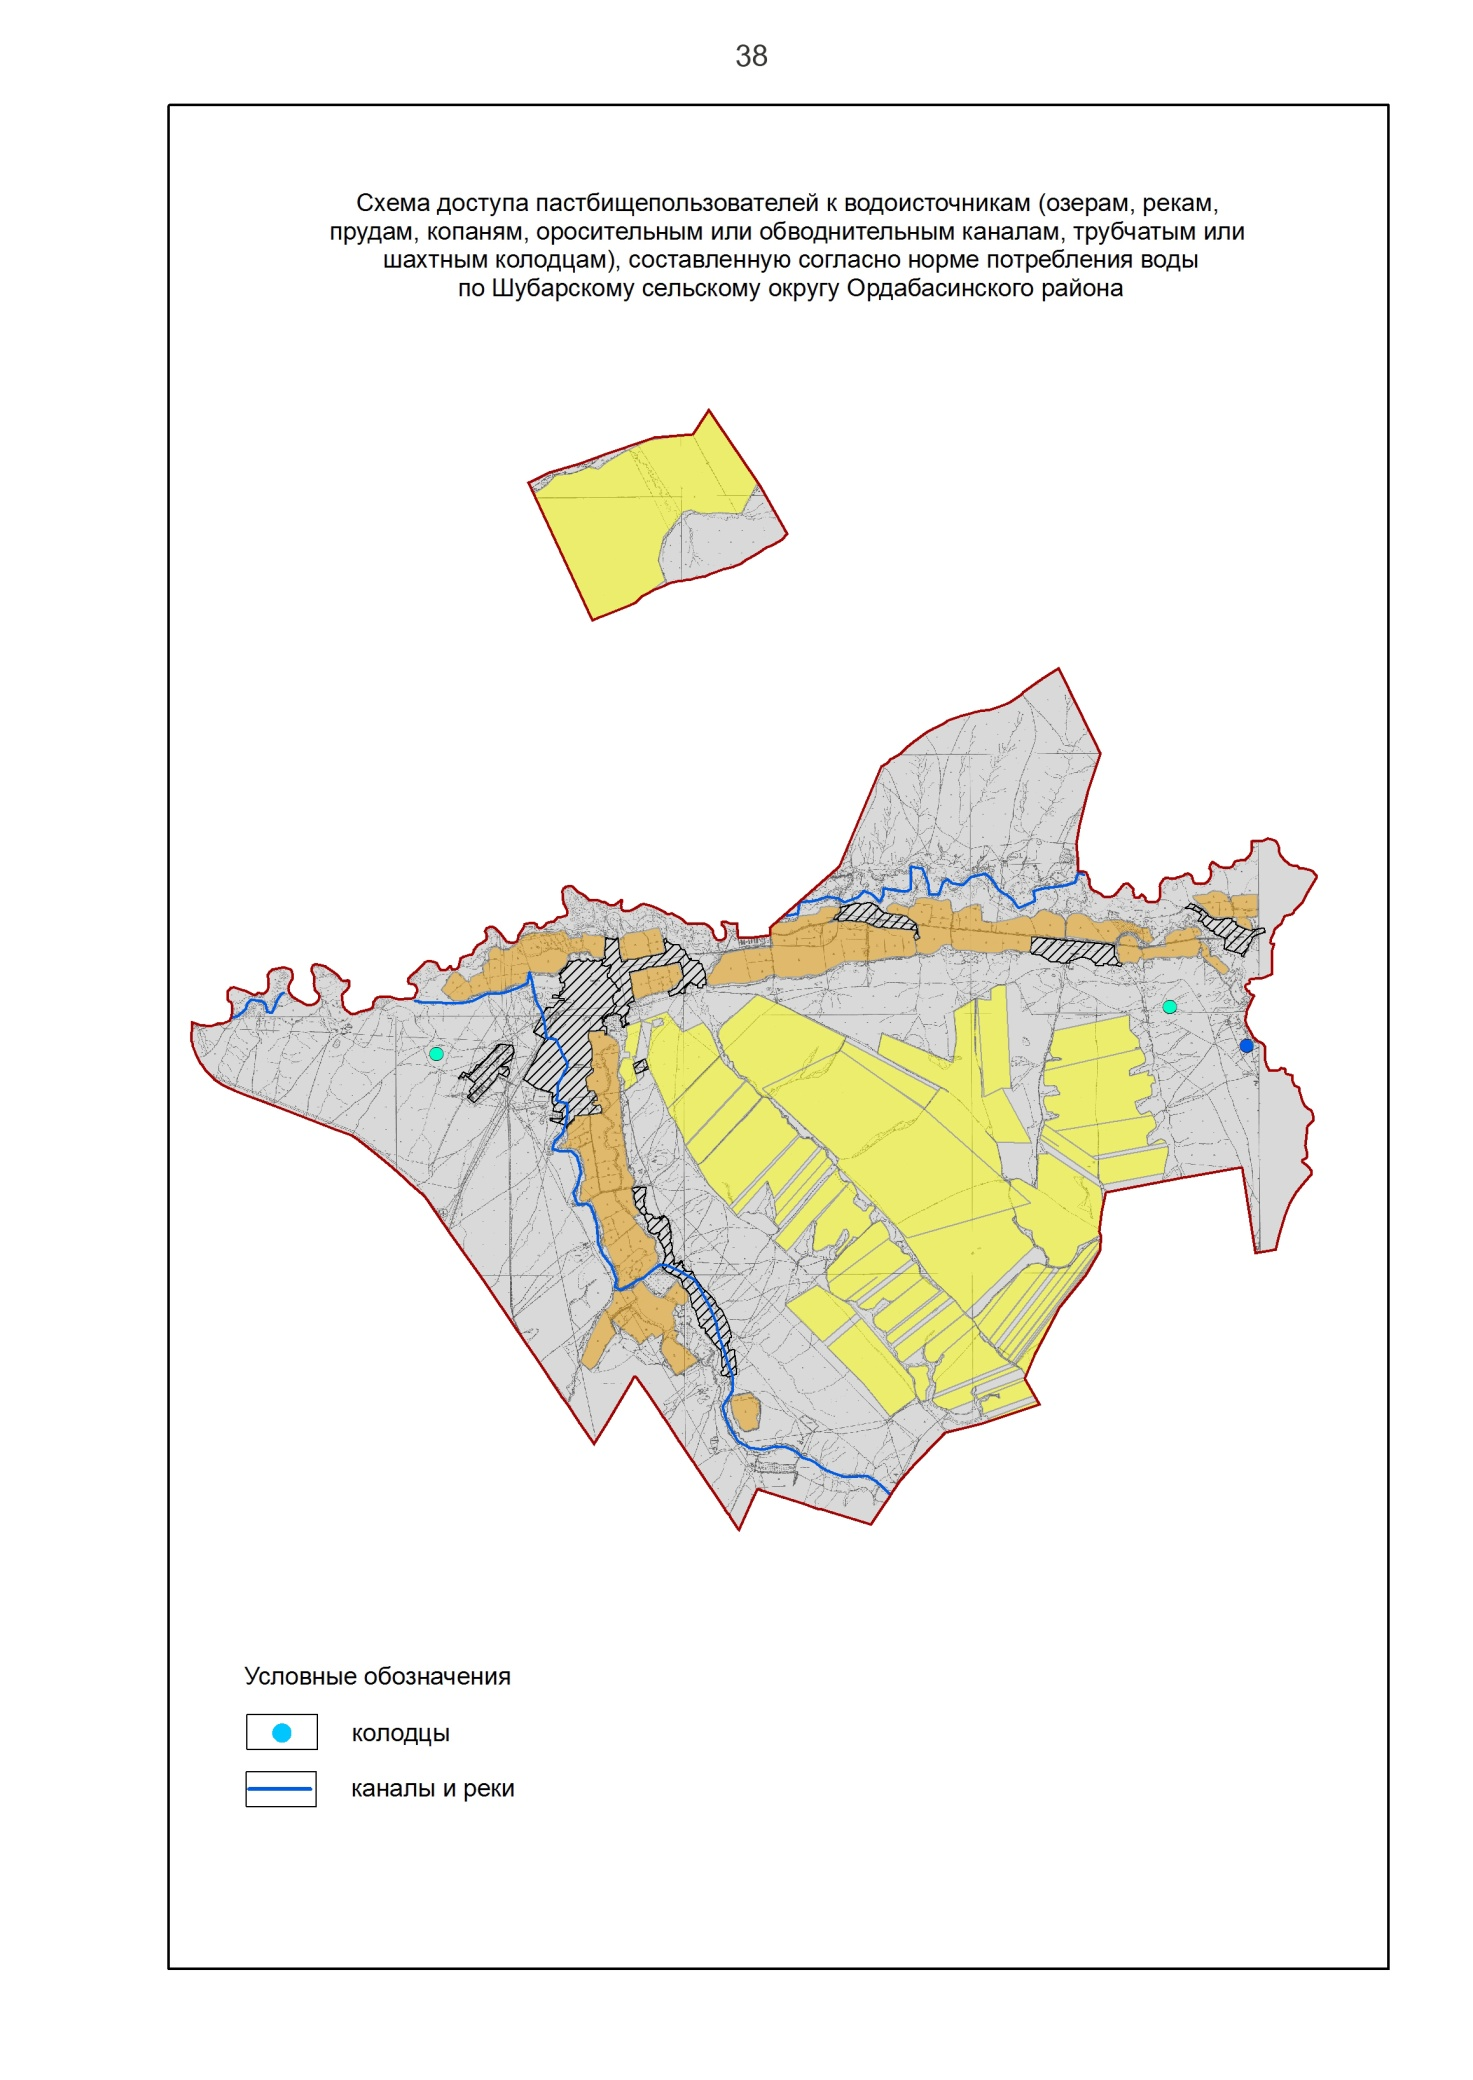 38
Схема доступа пастбищепользователей к водоисточникам (озерам, рекам,
прудам, копаням, оросительным или обводнительным каналам, трубчатым или
шахтным колодцам), составленную согласно норме потребления воды
по Шубарскому сельскому округу Ордабасинского района
Условные обозначения
колодцы
каналы и реки